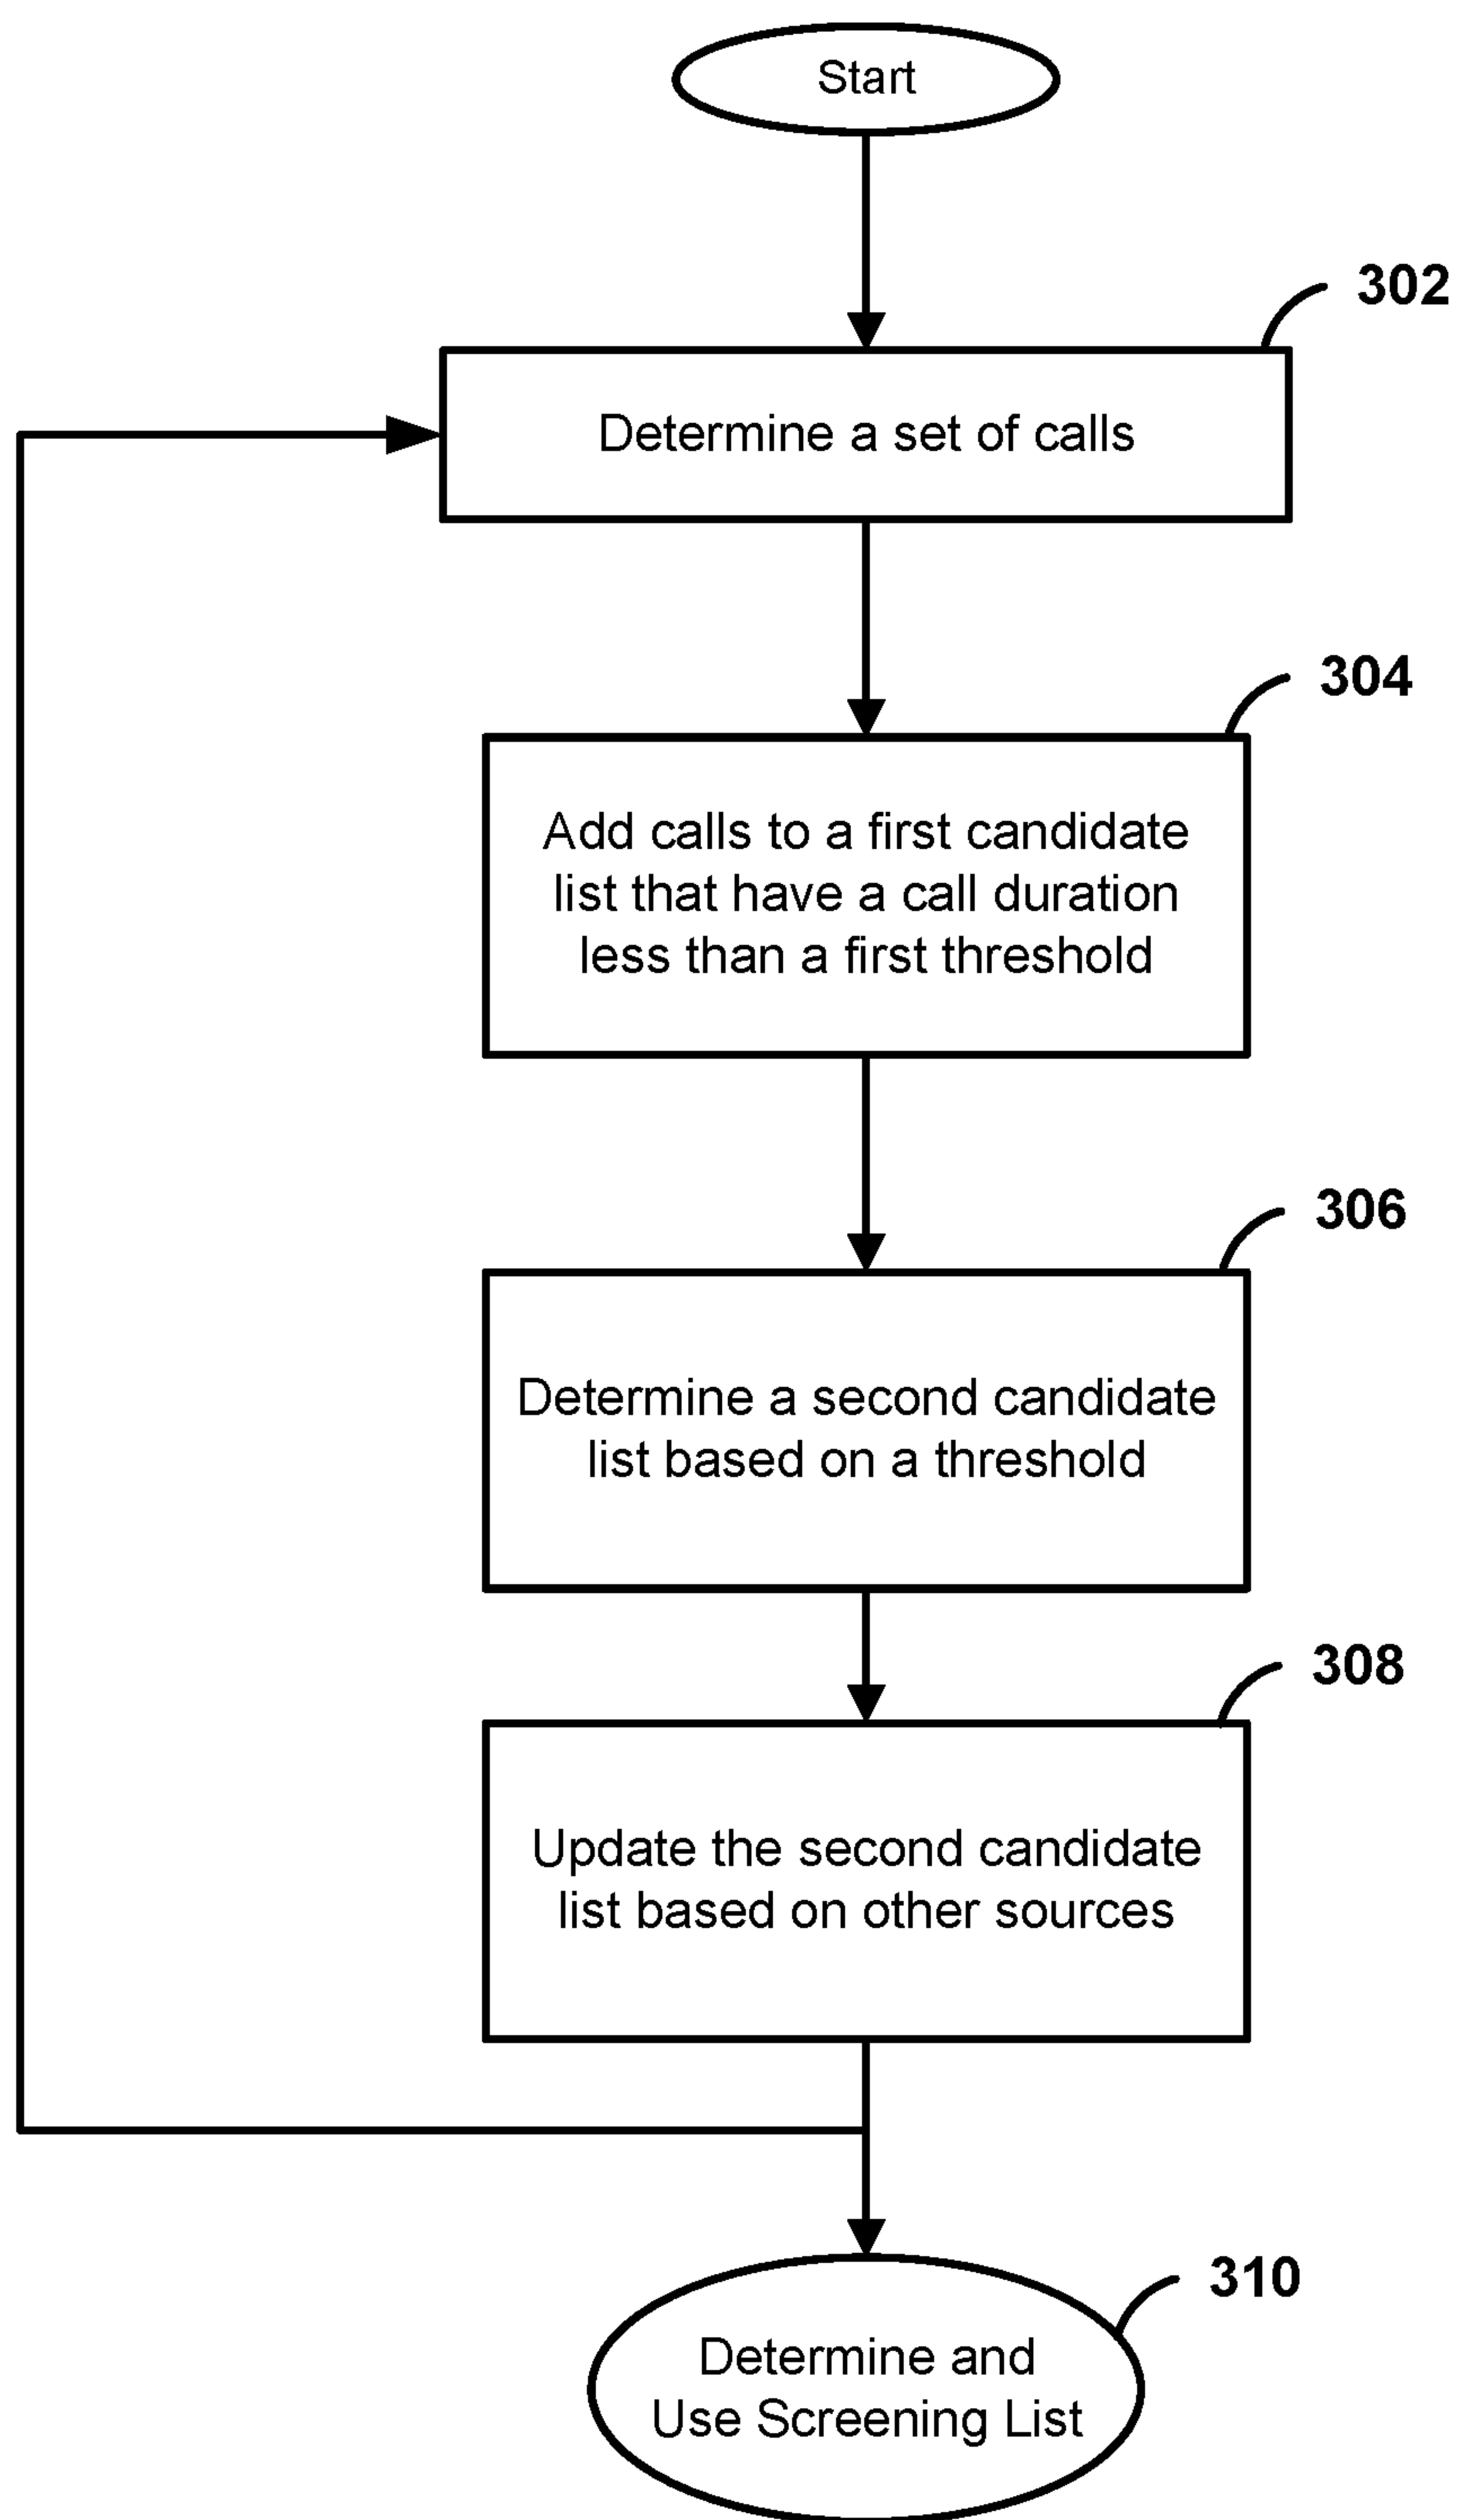 Start
302
Determine a set of calls
304
Add calls to a first candidate
list that have a call duration
less than a first threshold
306
Determine a second candidate
list based on a threshold
308
Update the second candidate
list based on other sources
310
Determine and
Use Screening List